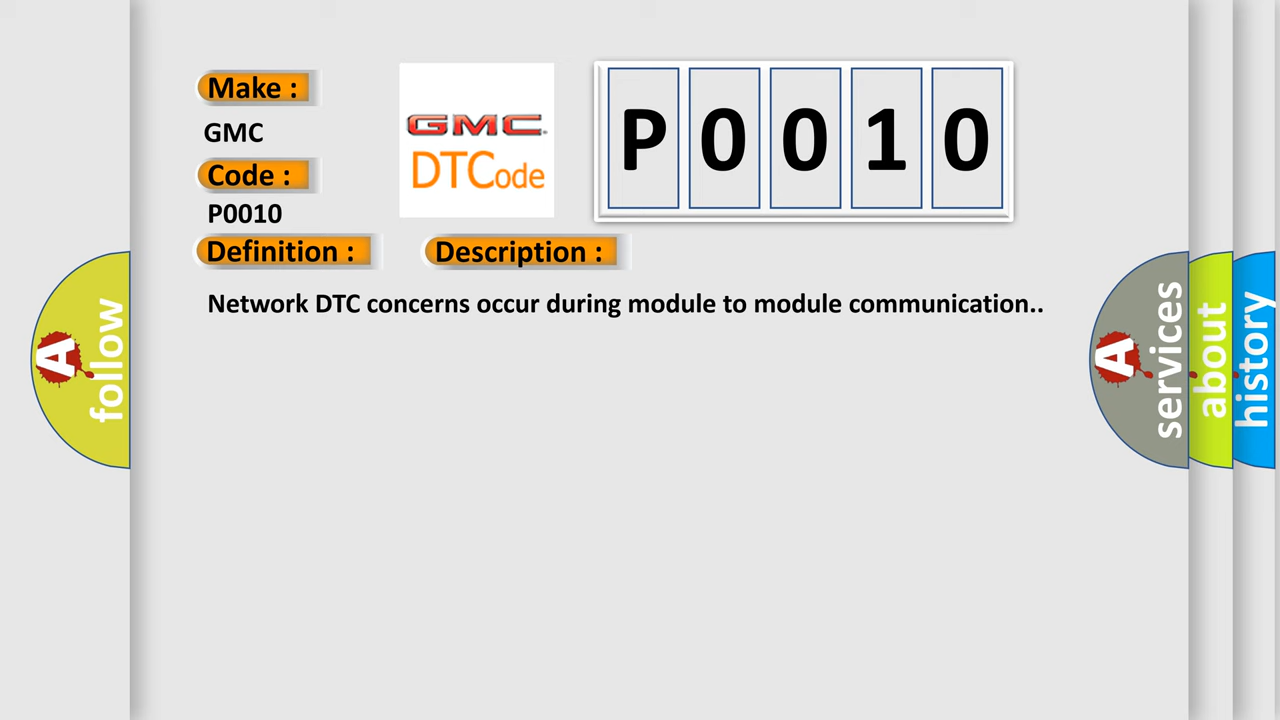 Make :
GMC
Code :
P0010
Definition :
Description :
Network DTC concerns occur during module to module communication..
GMC
DTCode
P0010
A follow
A services
about
history